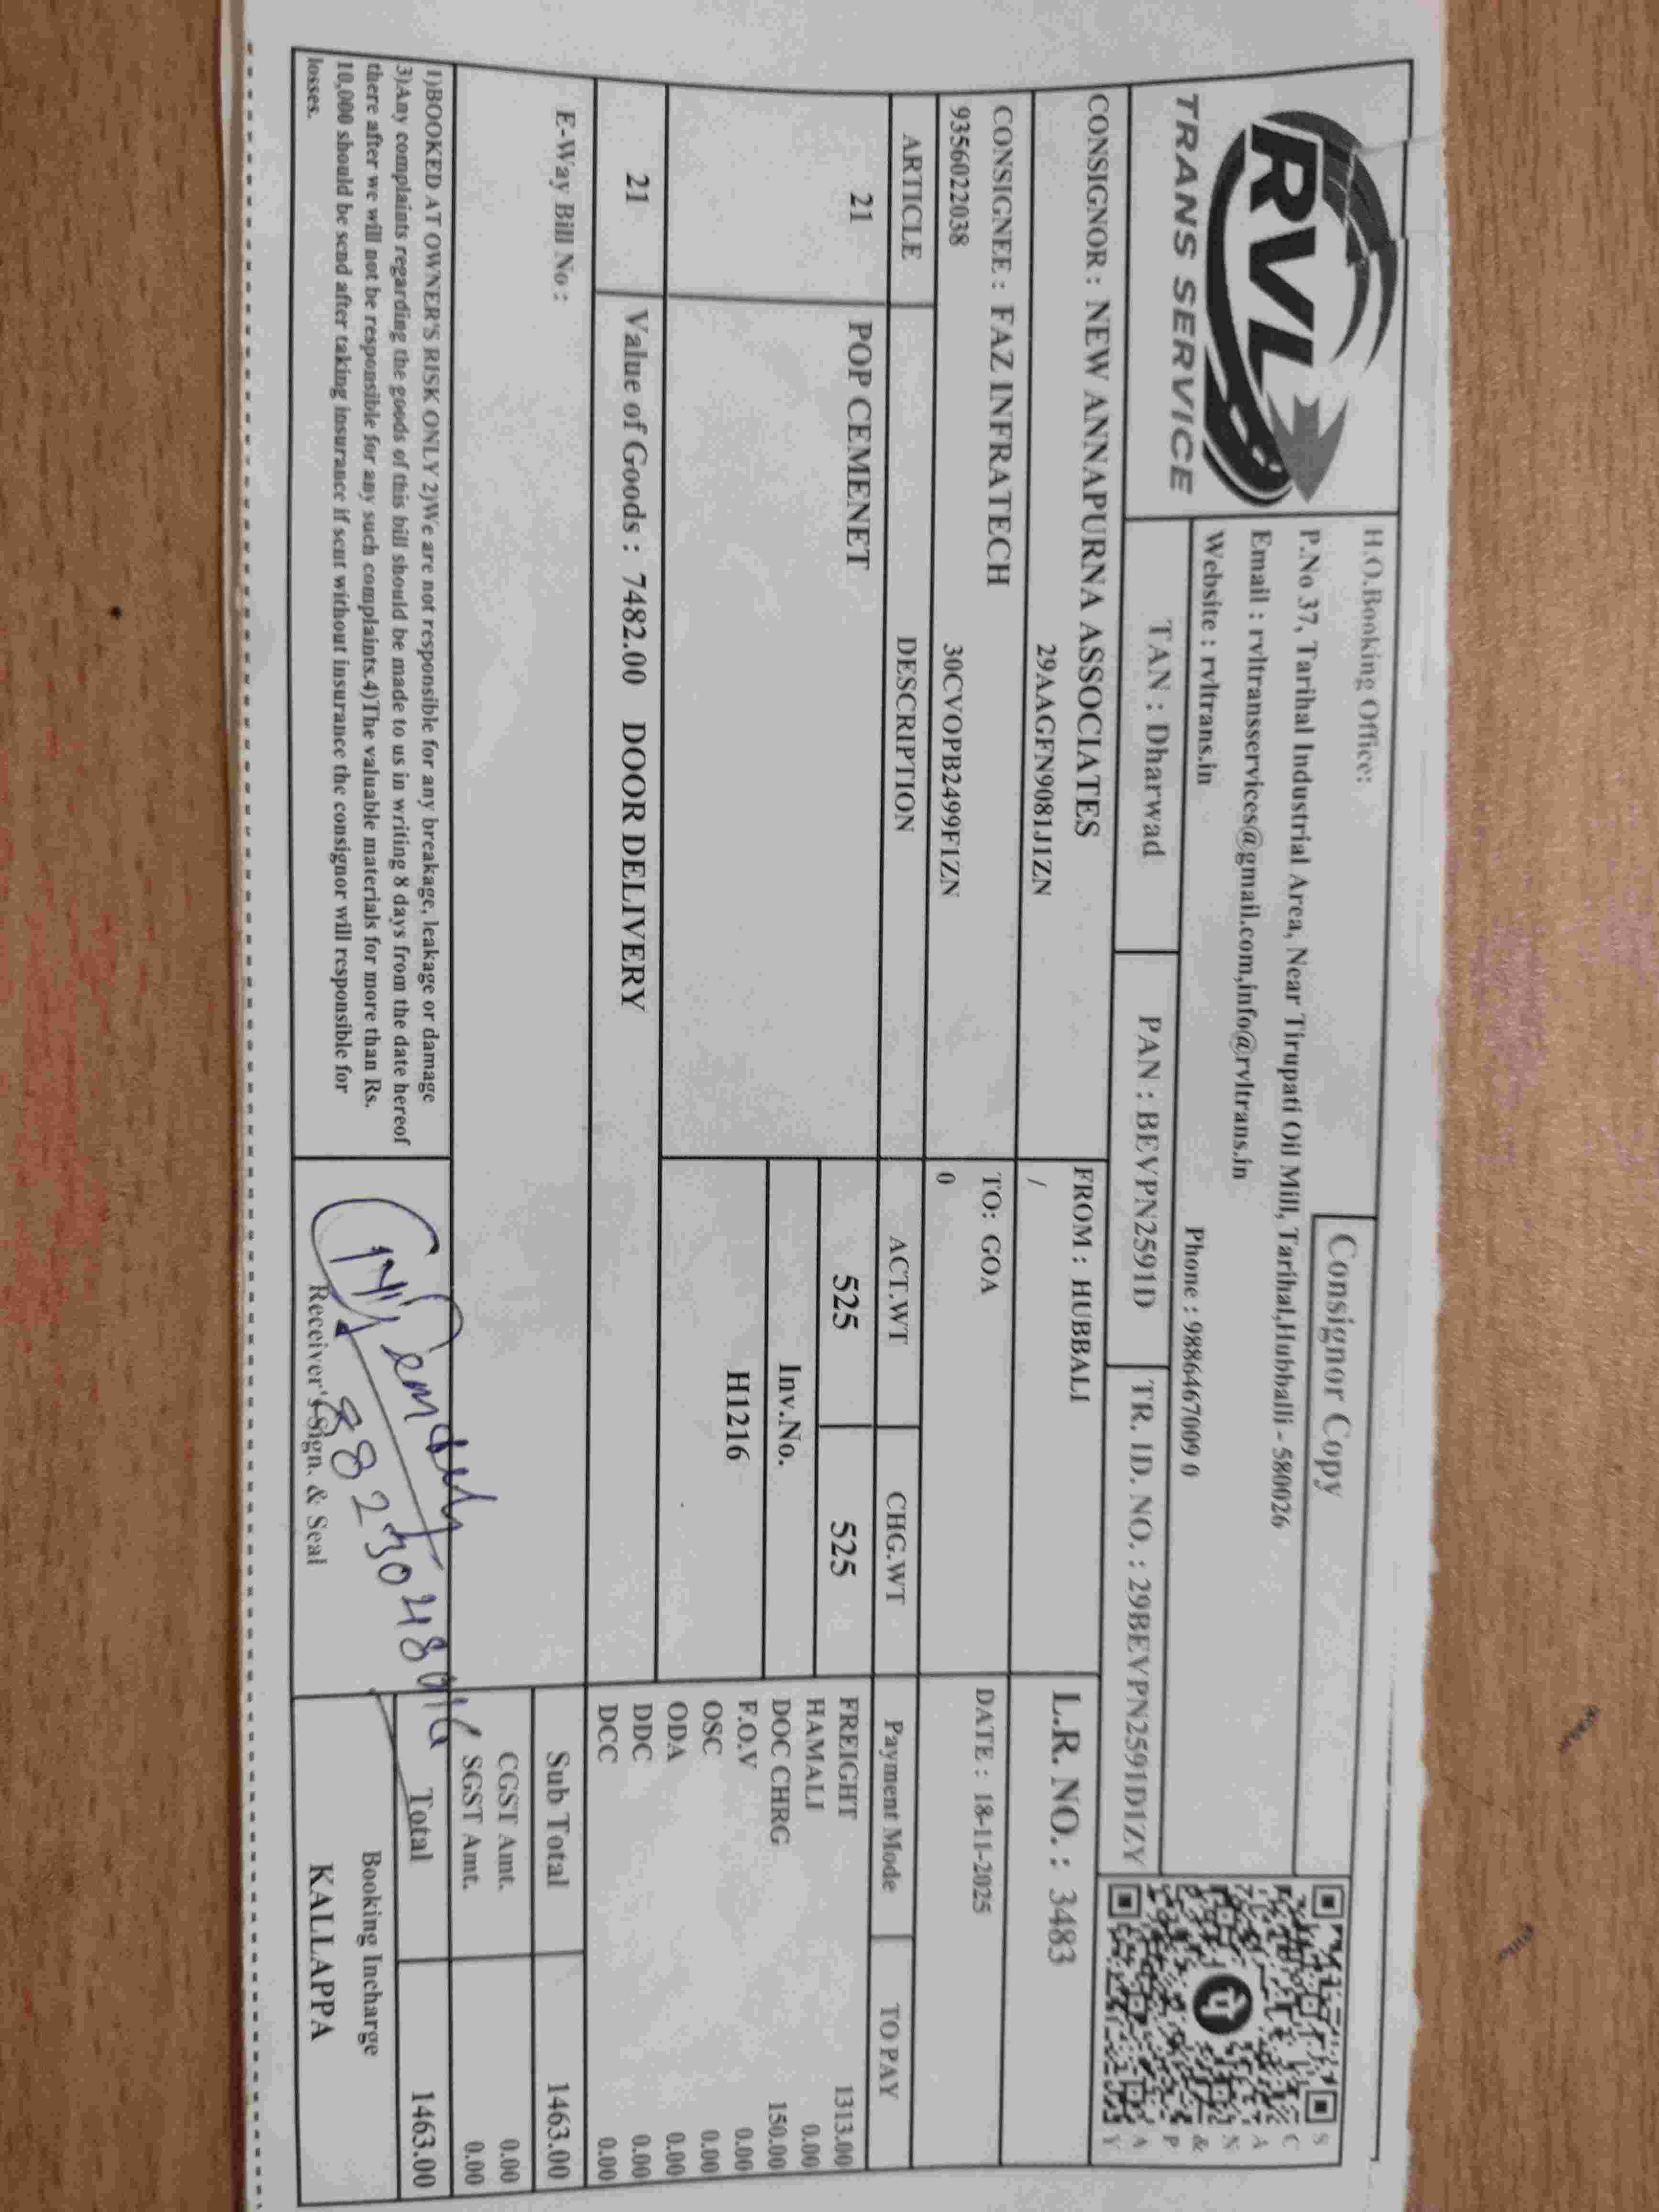 RVL
TRANS SERVICE
H.O.Booking Office:
Consignor Copy
P.No 37, Tarihal Industrial Area, Near Tirupati Oil Mill, Tarihal,Hubballi - 580026
Email : rvltransservices@gmail.com,info@rvltrans.in
Website : rvltrans.in Phone : 9886467009 0
SCAN & PAY
TAN : Dharwad PAN : BEVPN2591D TR. ID. NO. : 29BEVPN2591D1ZY
CONSIGNOR : NEW ANNAPURNA ASSOCIATES FROM : HUBBALI L.R. NO. : 3483
29AAGFN9081J1ZN /
CONSIGNEE : FAZ INFRATECH TO: GOA DATE : 18-11-2025
9356022038 30CVOPB2499F1ZN 0
ARTICLE DESCRIPTION ACT.WT CHG.WT Payment Mode TO PAY
21 POP CEMENET 525 525 FREIGHT 1313.00
HAMALI 0.00
Inv.No. DOC CHRG 150.00
H1216 F.O.V 0.00
OSC 0.00
ODA 0.00
21 Value of Goods : 7482.00 DOOR DELIVERY DDC 0.00
DCC 0.00
E-Way Bill No : Sub Total 1463.00
CGST Amt. 0.00
SGST Amt. 0.00
Total 1463.00
1)BOOKED AT OWNER'S RISK ONLY 2)We are not responsible for any breakage, leakage or damage
3)Any complaints regarding the goods of this bill should be made to us in writing 8 days from the date hereof
there after we will not be responsible for any such complaints.4)The valuable materials for more than Rs.
10,000 should be send after taking insurance if sent without insurance the consignor will responsible for
losses.
Receiver's Sign. & Seal
Booking Incharge
KALLAPPA